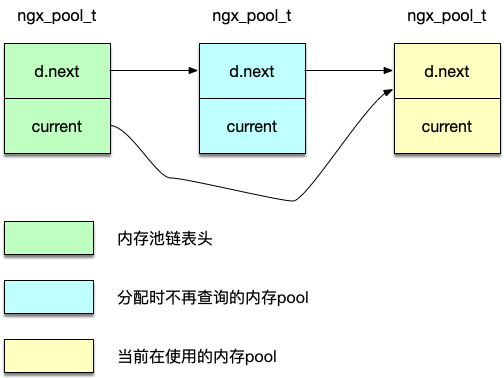 ngx_pool_t ngx_pool_t ngx_pool_t
d.next d.next d.next
current current current
内存池链表头
分配时不再查询的内存pool
当前在使用的内存pool